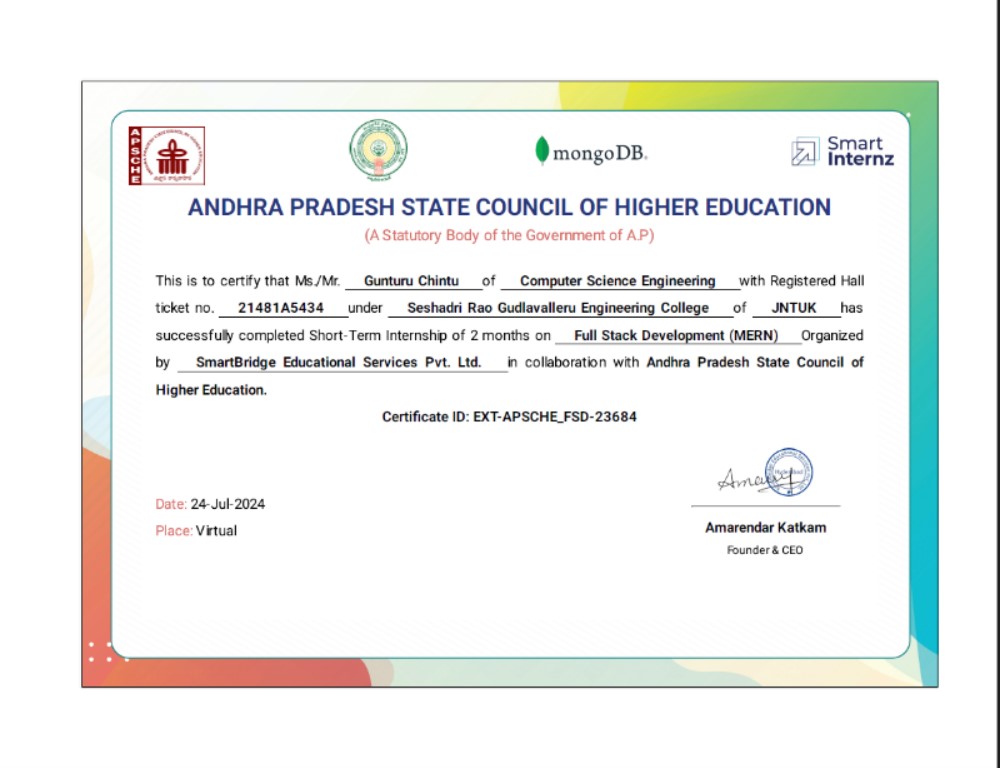 APSCHE
mongoDB.
Smart
Internz
ANDHRA PRADESH STATE COUNCIL OF HIGHER EDUCATION
(A Statutory Body of the Government of A.P)
This is to certify that Ms./Mr. Gunturu Chintu of Computer Science Engineering with Registered Hall
ticket no. 21481A5434 under Seshadri Rao Gudlavalleru Engineering College of JNTUK has
successfully completed Short-Term Internship of 2 months on Full Stack Development (MERN) Organized
by SmartBridge Educational Services Pvt. Ltd. in collaboration with Andhra Pradesh State Council of
Higher Education.
Certificate ID: EXT-APSCHE_FSD-23684
Date: 24-Jul-2024
Place: Virtual
Amarendar Katkam
Founder & CEO